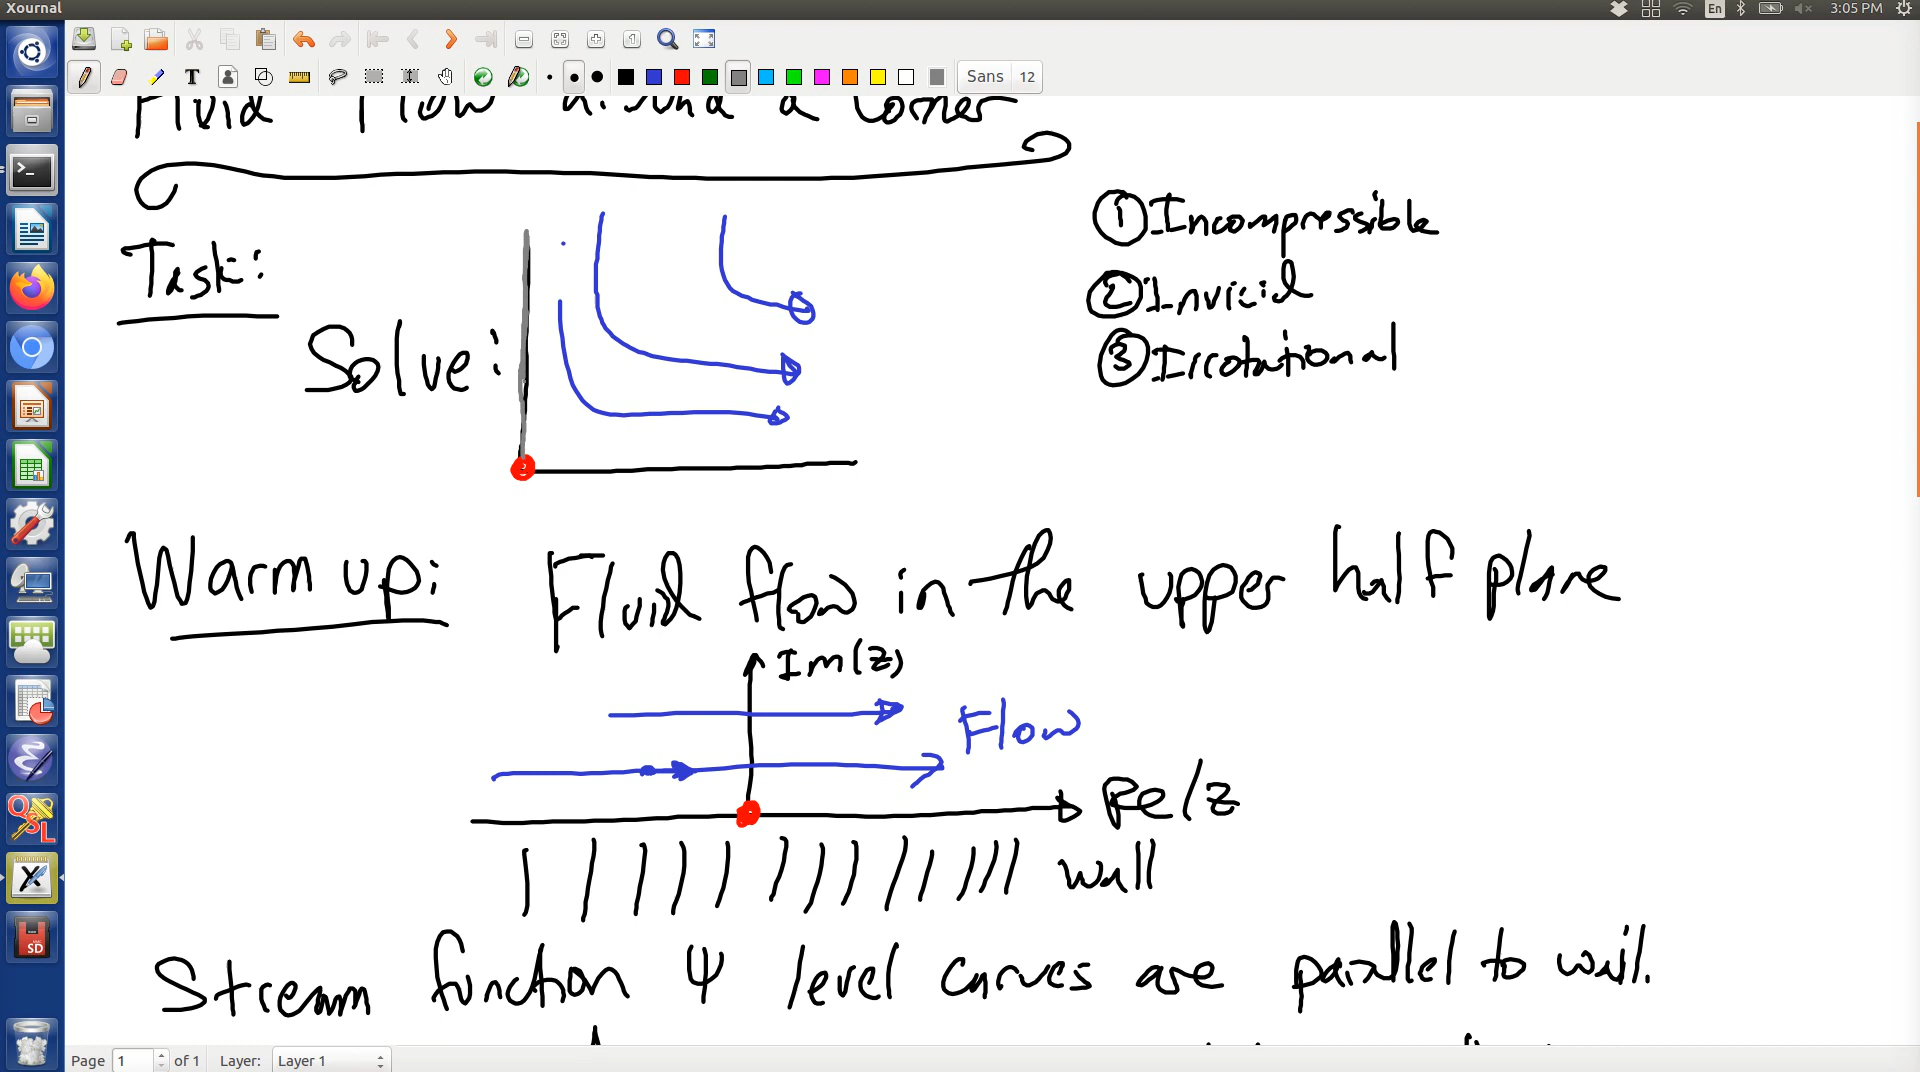 Xournal
En
3:05 PM
Sans 12
Fluid Flow around a corner
Task:
① Incompressible
② Invicid
③ Irrotational
Solve:
Warm up: Fluid flow in the upper half plane
Im(z)
Flow
Re/z
wall
Stream function Ψ level curves are parallel to wall.
Page 1 of 1 Layer: Layer 1